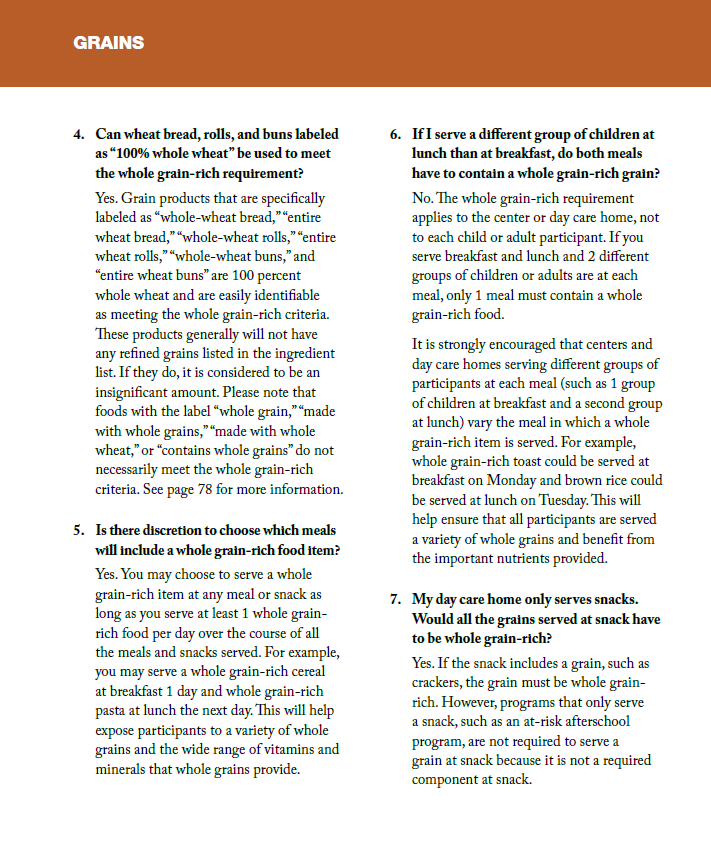 GRAINS
4. Can wheat bread, rolls, and buns labeled
as “100% whole wheat” be used to meet
the whole grain-rich requirement?
Yes. Grain products that are specifically
labeled as “whole-wheat bread,” “entire
wheat bread,” “whole-wheat rolls,” “entire
wheat rolls,” “whole-wheat buns,” and
“entire wheat buns” are 100 percent
whole wheat and are easily identifiable
as meeting the whole grain-rich criteria.
These products generally will not have
any refined grains listed in the ingredient
list. If they do, it is considered to be an
insignificant amount. Please note that
foods with the label “whole grain,” “made
with whole grains,” “made with whole
wheat,” or “contains whole grains” do not
necessarily meet the whole grain-rich
criteria. See page 78 for more information.
5. Is there discretion to choose which meals
will include a whole grain-rich food item?
Yes. You may choose to serve a whole
grain-rich item at any meal or snack as
long as you serve at least 1 whole grain-
rich food per day over the course of all
the meals and snacks served. For example,
you may serve a whole grain-rich cereal
at breakfast 1 day and whole grain-rich
pasta at lunch the next day. This will help
expose participants to a variety of whole
grains and the wide range of vitamins and
minerals that whole grains provide.
6. If I serve a different group of children at
lunch than at breakfast, do both meals
have to contain a whole grain-rich grain?
No. The whole grain-rich requirement
applies to the center or day care home, not
to each child or adult participant. If you
serve breakfast and lunch and 2 different
groups of children or adults are at each
meal, only 1 meal must contain a whole
grain-rich food.
It is strongly encouraged that centers and
day care homes serving different groups of
participants at each meal (such as 1 group
of children at breakfast and a second group
at lunch) vary the meal in which a whole
grain-rich item is served. For example,
whole grain-rich toast could be served at
breakfast on Monday and brown rice could
be served at lunch on Tuesday. This will
help ensure that all participants are served
a variety of whole grains and benefit from
the important nutrients provided.
7. My day care home only serves snacks.
Would all the grains served at snack have
to be whole grain-rich?
Yes. If the snack includes a grain, such as
crackers, the grain must be whole grain-
rich. However, programs that only serve
a snack, such as an at-risk afterschool
program, are not required to serve a
grain at snack because it is not a required
component at snack.